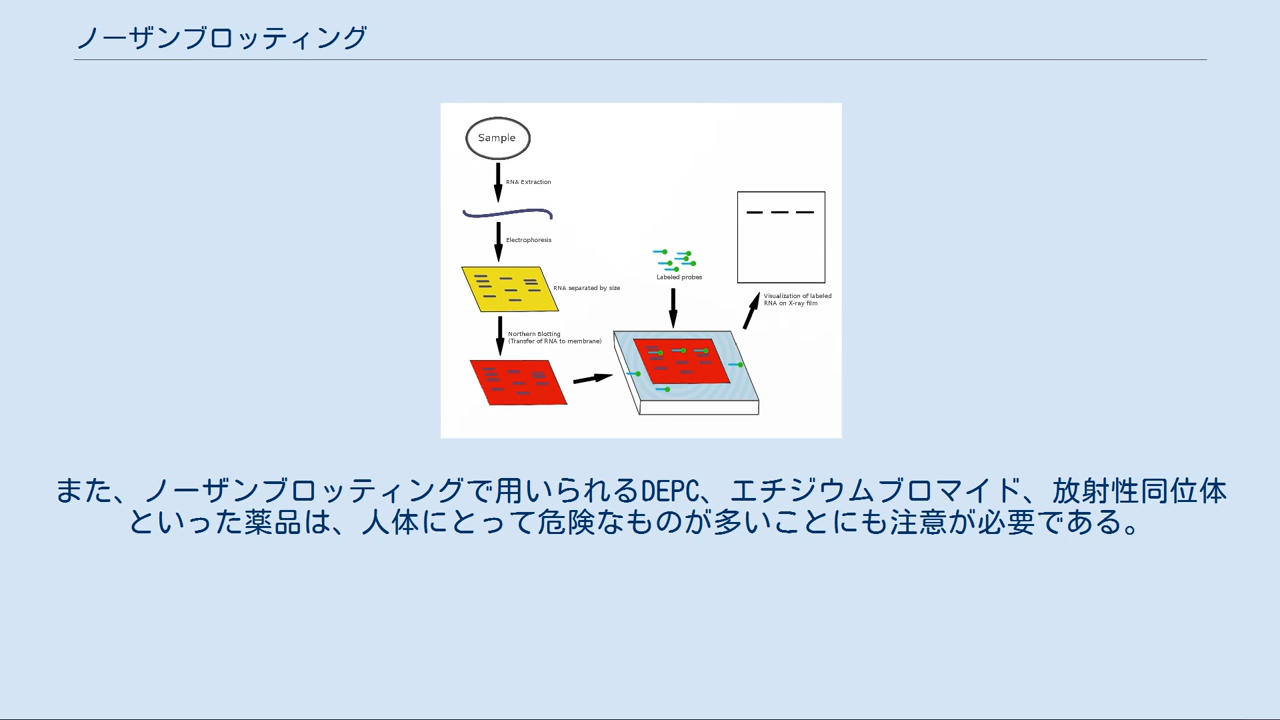 ノーザンブロッティング
Sample
RNA Extraction
Electrophoresis
RNA separated by size
Northern Blotting
(Transfer of RNA to membrane)
Labeled probes
Visualization of labeled
RNA on X-ray film
また、ノーザンブロッティングで用いられるDEPC、エチジウムブロマイド、放射性同位体
といった薬品は、人体にとって危険なものが多いことにも注意が必要である。